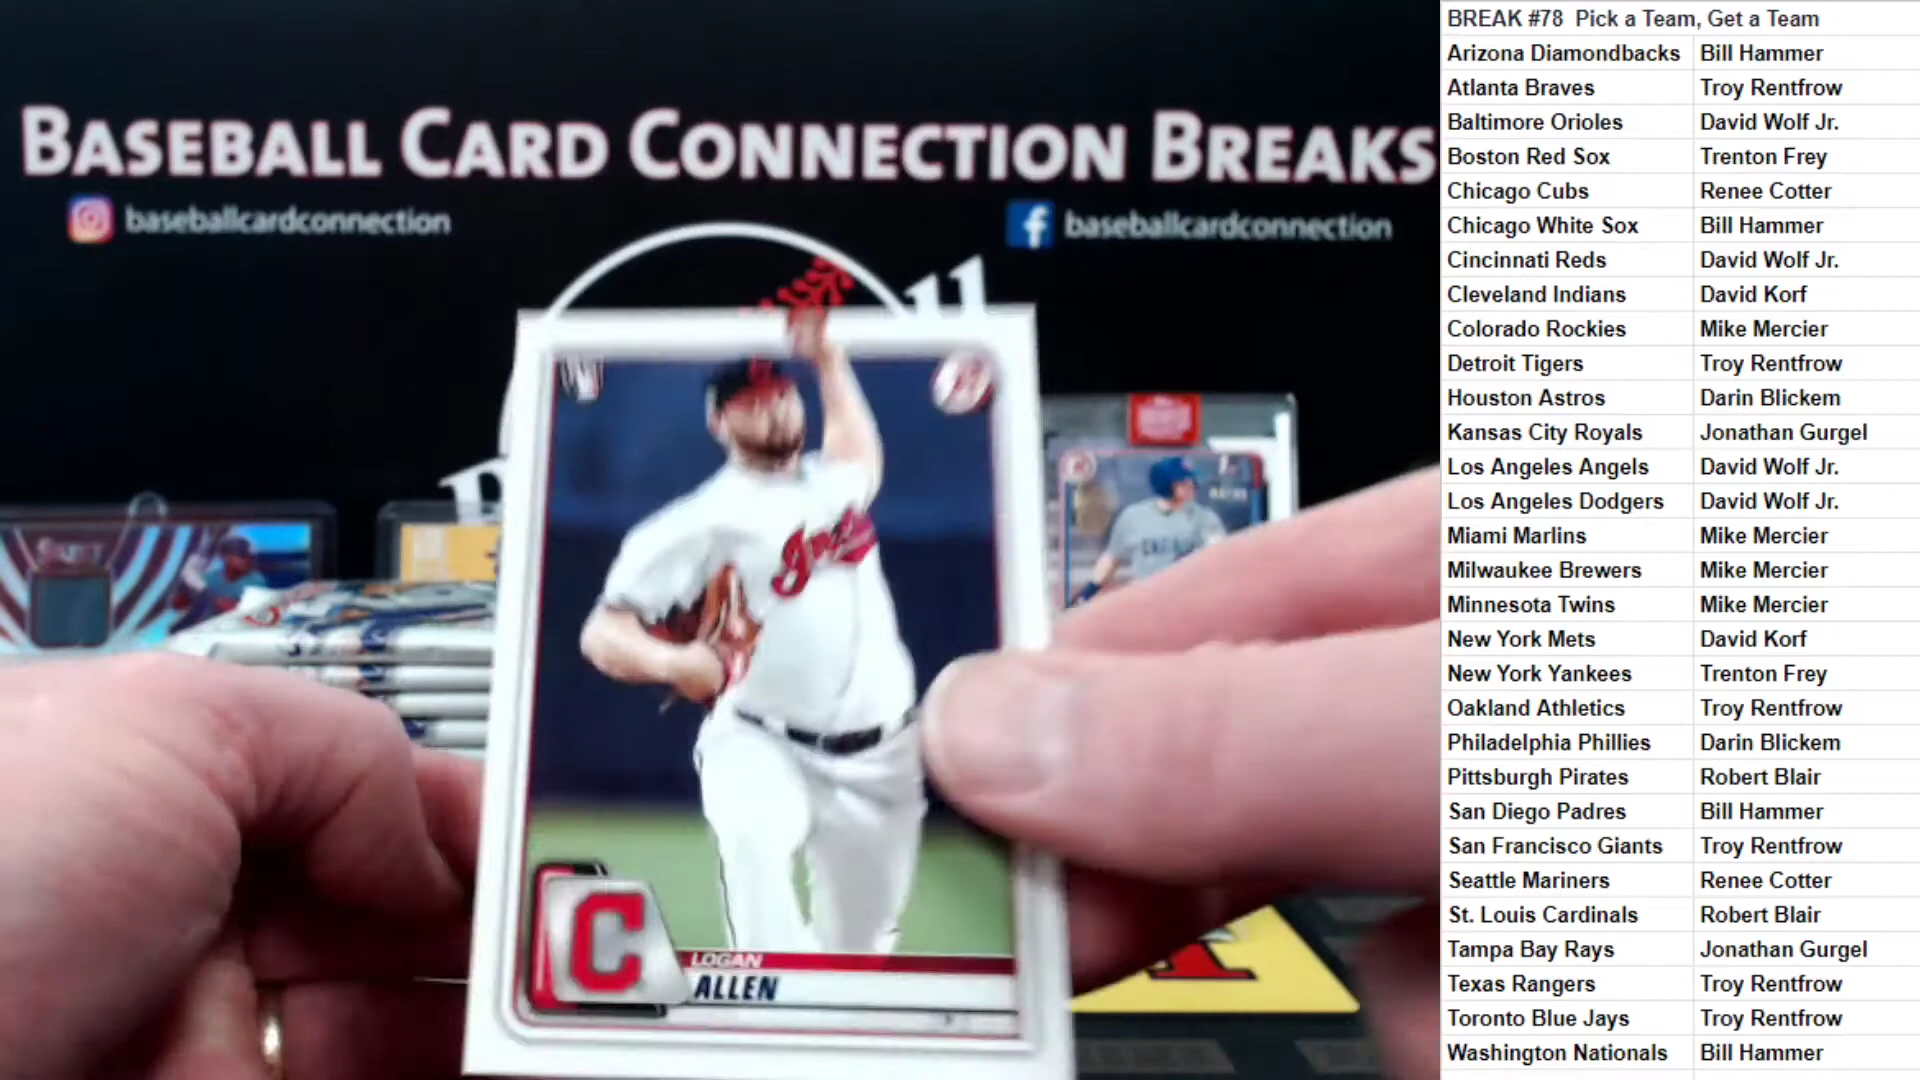 BASEBALL CARD CONNECTION BREAKS
baseballcardconnection
baseballcardconnection
Indians
C
LOGAN
ALLEN
BREAK #78 Pick a Team, Get a Team
Arizona Diamondbacks Bill Hammer
Atlanta Braves Troy Rentfrow
Baltimore Orioles David Wolf Jr.
Boston Red Sox Trenton Frey
Chicago Cubs Renee Cotter
Chicago White Sox Bill Hammer
Cincinnati Reds David Wolf Jr.
Cleveland Indians David Korf
Colorado Rockies Mike Mercier
Detroit Tigers Troy Rentfrow
Houston Astros Darin Blickem
Kansas City Royals Jonathan Gurgel
Los Angeles Angels David Wolf Jr.
Los Angeles Dodgers David Wolf Jr.
Miami Marlins Mike Mercier
Milwaukee Brewers Mike Mercier
Minnesota Twins Mike Mercier
New York Mets David Korf
New York Yankees Trenton Frey
Oakland Athletics Troy Rentfrow
Philadelphia Phillies Darin Blickem
Pittsburgh Pirates Robert Blair
San Diego Padres Bill Hammer
San Francisco Giants Troy Rentfrow
Seattle Mariners Renee Cotter
St. Louis Cardinals Robert Blair
Tampa Bay Rays Jonathan Gurgel
Texas Rangers Troy Rentfrow
Toronto Blue Jays Troy Rentfrow
Washington Nationals Bill Hammer